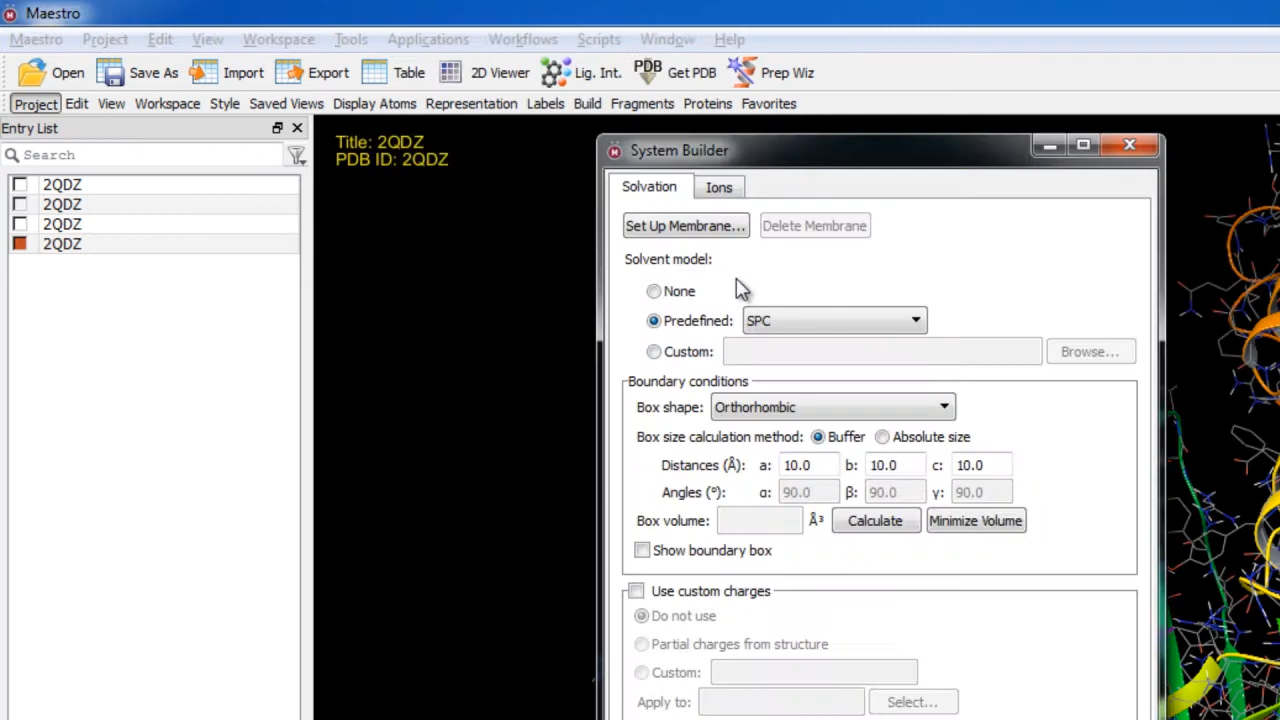 Maestro
Maestro Project Edit View Workspace Tools Applications Workflows Scripts Window Help
Open Save As Import Export Table 2D Viewer Lig. Int. PDB Get PDB Prep Wiz
Project Edit View Workspace Style Saved Views Display Atoms Representation Labels Build Fragments Proteins Favorites
Entry List
Search
2QDZ
2QDZ
2QDZ
2QDZ
Title: 2QDZ
PDB ID: 2QDZ
System Builder
Solvation Ions
Set Up Membrane... Delete Membrane
Solvent model:
None
Predefined: SPC
Custom: Browse...
Boundary conditions
Box shape: Orthorhombic
Box size calculation method: Buffer Absolute size
Distances (Å): a: 10.0 b: 10.0 c: 10.0
Angles (°): α: 90.0 β: 90.0 γ: 90.0
Box volume: Å³ Calculate Minimize Volume
Show boundary box
Use custom charges
Do not use
Partial charges from structure
Custom:
Apply to: Select...